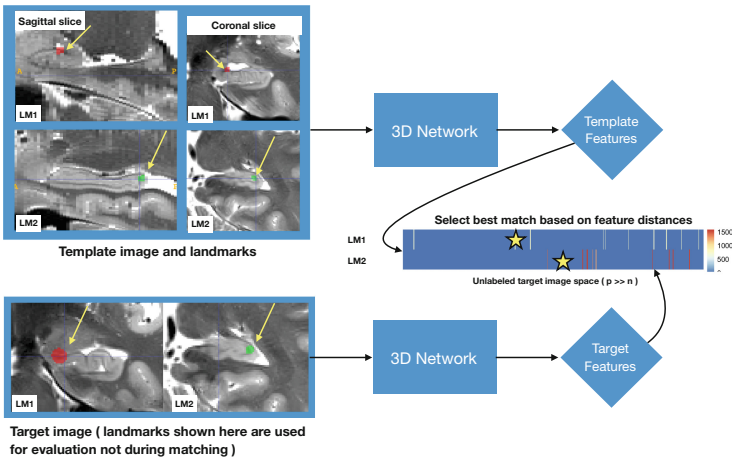 Sagittal slice
Coronal slice
A
P
LM1
LM1
A
LM2
LM2
Template image and landmarks
3D Network
Template
Features
Select best match based on feature distances
LM1
LM2
1500
1000
500
0
Unlabeled target image space ( p >> n )
LM1
LM2
3D Network
Target
Features
Target image ( landmarks shown here are used
for evaluation not during matching )